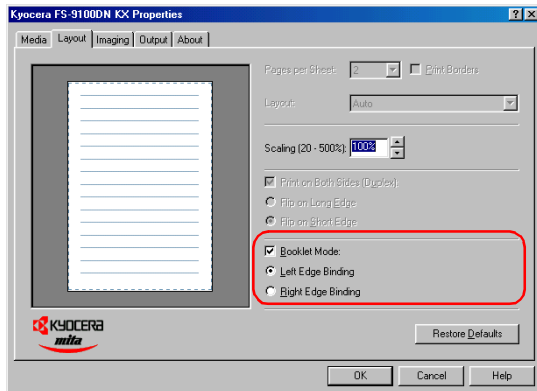 Kyocera FS-9100DN KX Properties
Media Layout Imaging Output About
Pages per Sheet: 2 Print Borders
Layout: Auto
Scaling (20 - 500%): 100%
Print on Both Sides (Duplex):
Flip on Long Edge
Flip on Short Edge
Booklet Mode:
Left Edge Binding
Right Edge Binding
KYOCERA
mita
Restore Defaults
OK Cancel Help